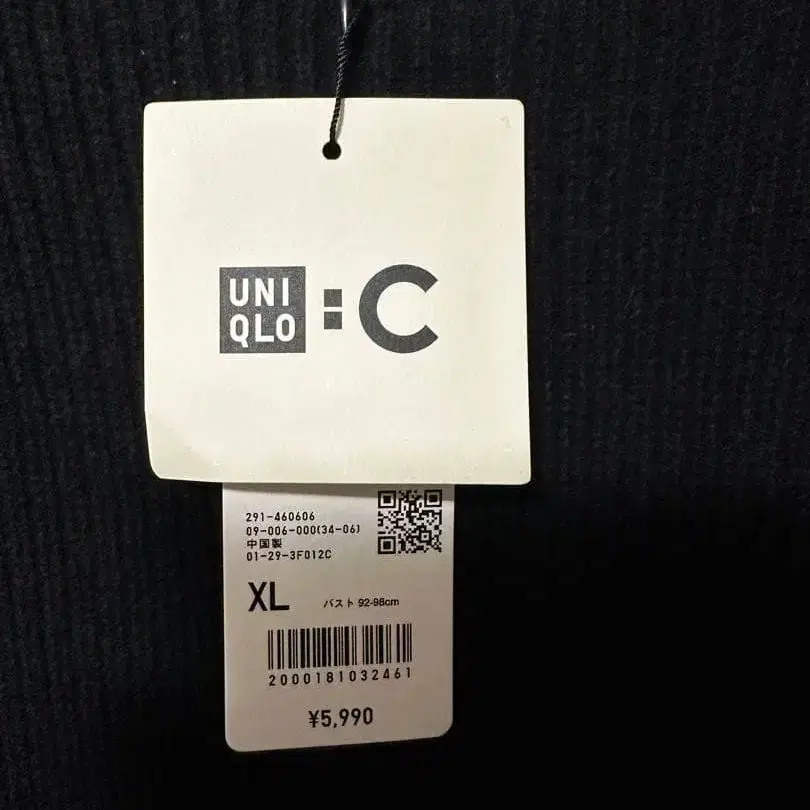 UNI
QLO
:C
291-460606
09-006-000(34-06)
中国製
01-29-3F012C
XL バスト 92-98cm
2000181032461
¥5,990